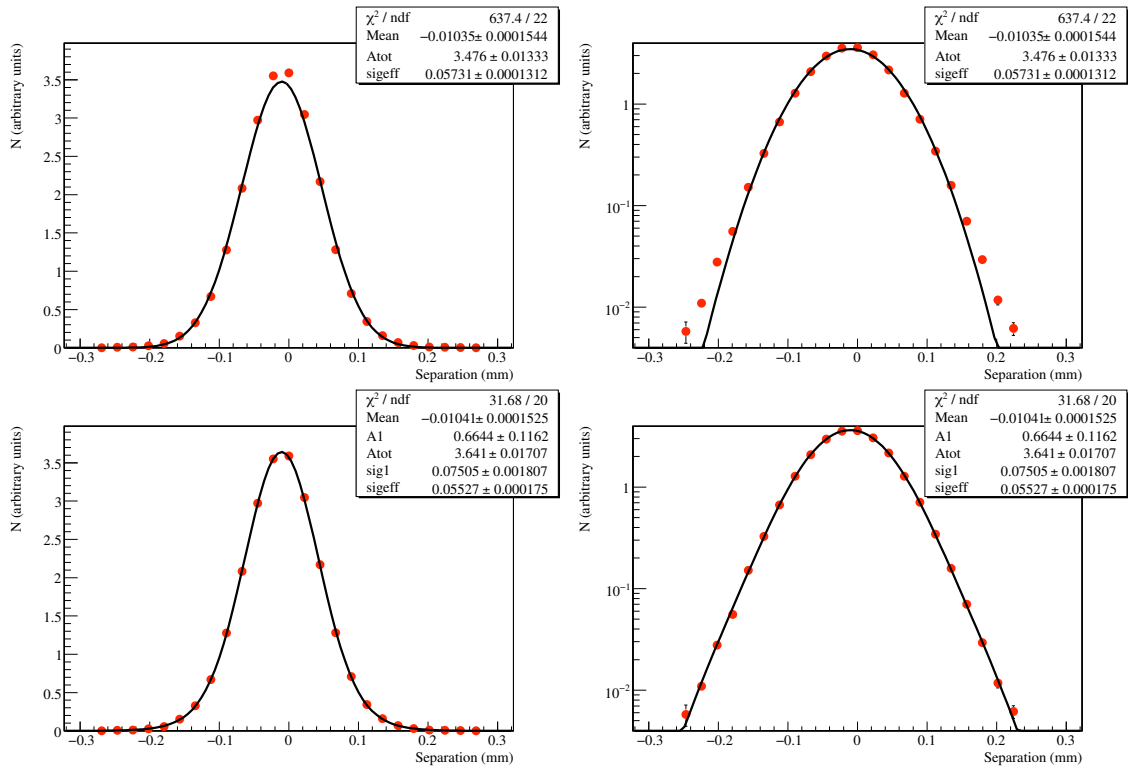 χ² / ndf 637.4 / 22
Mean −0.01035± 0.0001544
Atot 3.476 ± 0.01333
sigeff 0.05731 ± 0.0001312
N (arbitrary units)
3.5
3
2.5
2
1.5
1
0.5
0
−0.3 −0.2 −0.1 0 0.1 0.2 0.3
Separation (mm)
χ² / ndf 637.4 / 22
Mean −0.01035± 0.0001544
Atot 3.476 ± 0.01333
sigeff 0.05731 ± 0.0001312
N (arbitrary units)
1
10⁻¹
10⁻²
−0.3 −0.2 −0.1 0 0.1 0.2 0.3
Separation (mm)
χ² / ndf 31.68 / 20
Mean −0.01041± 0.0001525
A1 0.6644 ± 0.1162
Atot 3.641 ± 0.01707
sig1 0.07505 ± 0.001807
sigeff 0.05527 ± 0.000175
N (arbitrary units)
3.5
3
2.5
2
1.5
1
0.5
0
−0.3 −0.2 −0.1 0 0.1 0.2 0.3
Separation (mm)
χ² / ndf 31.68 / 20
Mean −0.01041± 0.0001525
A1 0.6644 ± 0.1162
Atot 3.641 ± 0.01707
sig1 0.07505 ± 0.001807
sigeff 0.05527 ± 0.000175
N (arbitrary units)
1
10⁻¹
10⁻²
−0.3 −0.2 −0.1 0 0.1 0.2 0.3
Separation (mm)